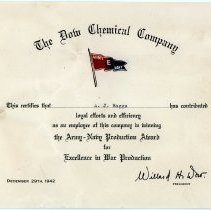 The Dow Chemical Company
E
This certifies that A. J. Baggs has contributed
loyal efforts and efficiency
as an employee of this company in winning
the Army-Navy Production Award
for
Excellence in War Production
DECEMBER 29TH, 1942
Willard H. Dow
PRESIDENT